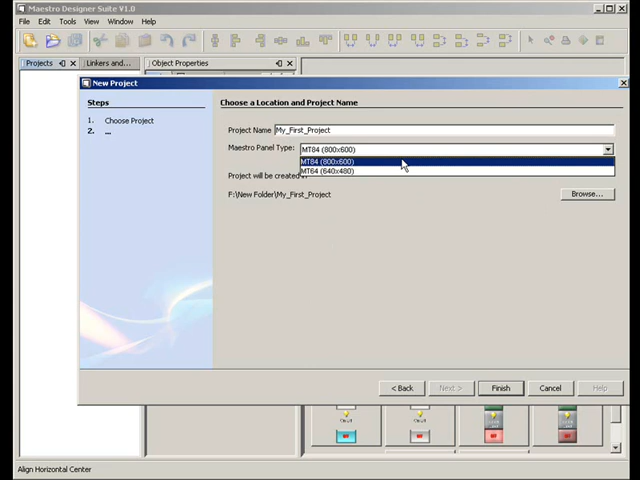 Maestro Designer Suite V1.0
File Edit Tools View Window Help
Projects Linkers and... Object Properties
New Project
Steps
1. Choose Project
2. ...
Choose a Location and Project Name
Project Name My_First_Project
Maestro Panel Type: MT84 (800x600)
MT84 (800x600)
MT64 (640x480)
Project will be created
F:\New Folder\My_First_Project
Browse...
< Back Next > Finish Cancel Help
Align Horizontal Center